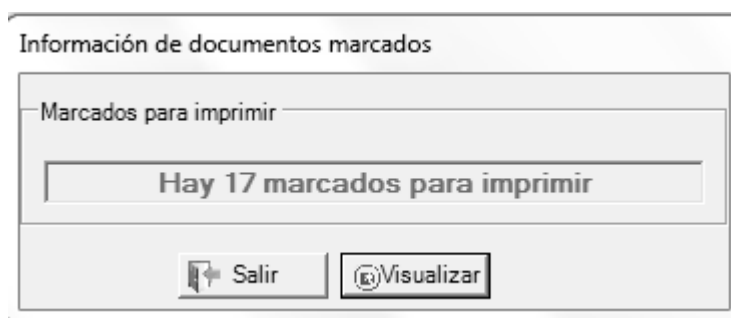 Información de documentos marcados
Marcados para imprimir
Hay 17 marcados para imprimir
Salir Visualizar